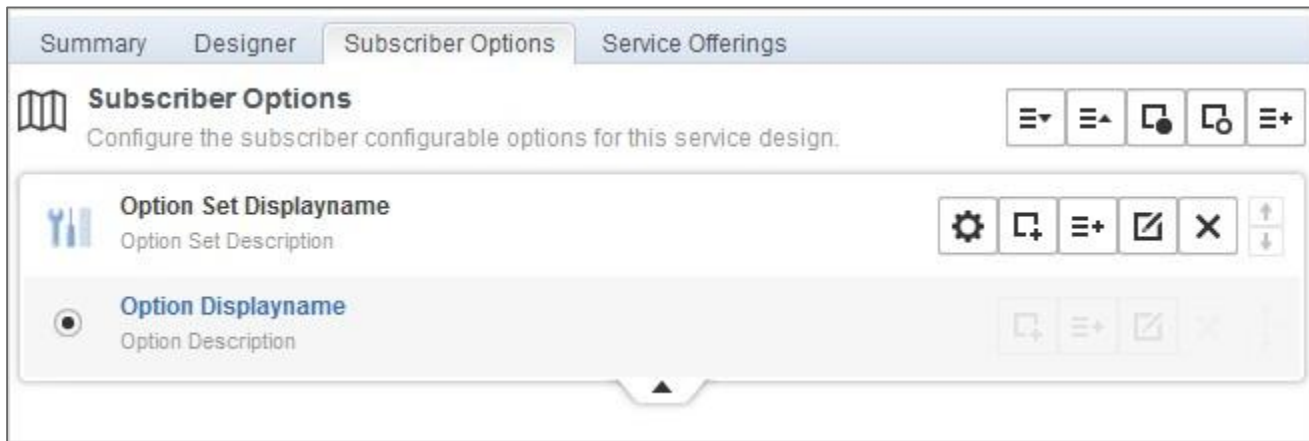 Summary Designer Subscriber Options Service Offerings
Subscriber Options
Configure the subscriber configurable options for this service design.
Option Set Displayname
Option Set Description
Option Displayname
Option Description